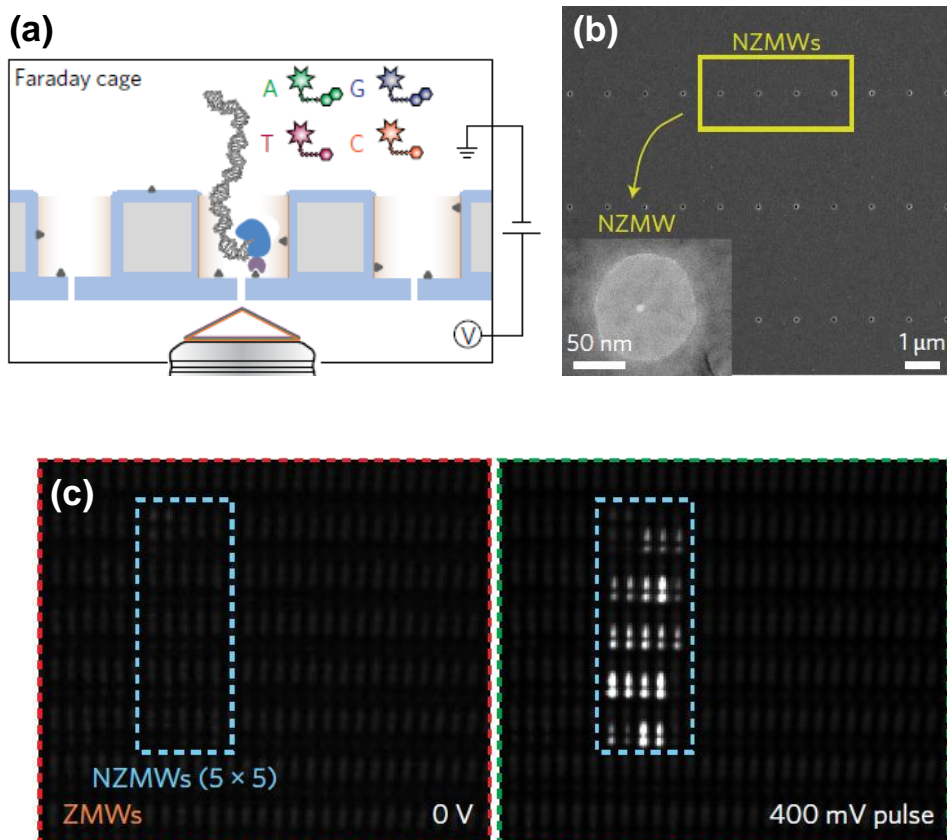 (a)
Faraday cage
A
G
T
C
V
(b)
NZMWs
NZMW
50 nm
1 μm
(c)
NZMWs (5 × 5)
ZMWs
0 V
400 mV pulse